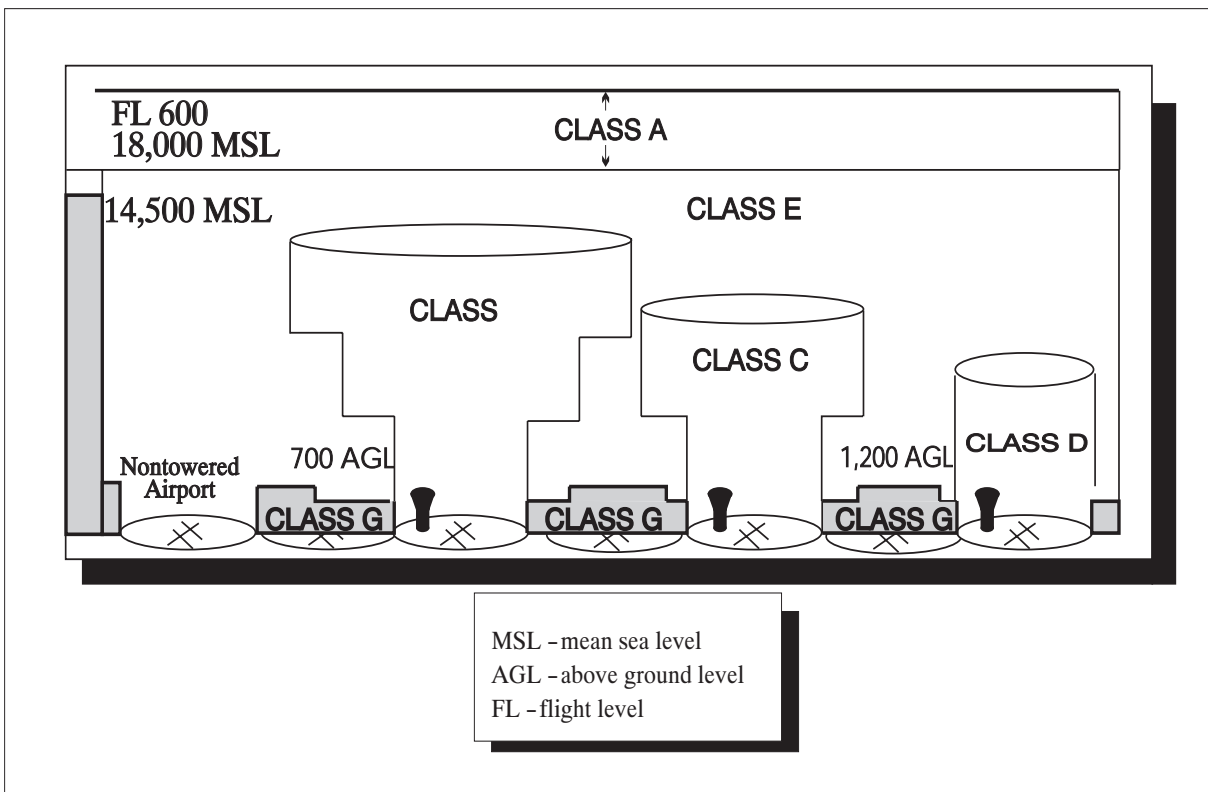 FL 600
18,000 MSL
CLASS A
14,500 MSL
CLASS E
CLASS
CLASS C
CLASS D
700 AGL
1,200 AGL
Nontowered
Airport
CLASS G
CLASS G
CLASS G
MSL – mean sea level
AGL – above ground level
FL – flight level